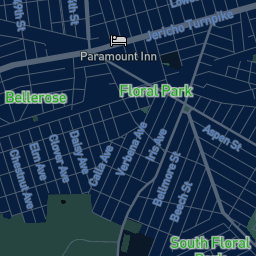 Jericho Turnpike
Paramount Inn
Bellerose
Floral Park
Aspen St
Verbena Ave
Iris Ave
Daisy Ave
Calla Ave
Clover Ave
Elm Ave
Chestnut Ave
Bellmore St
Beech St
South Floral
Park